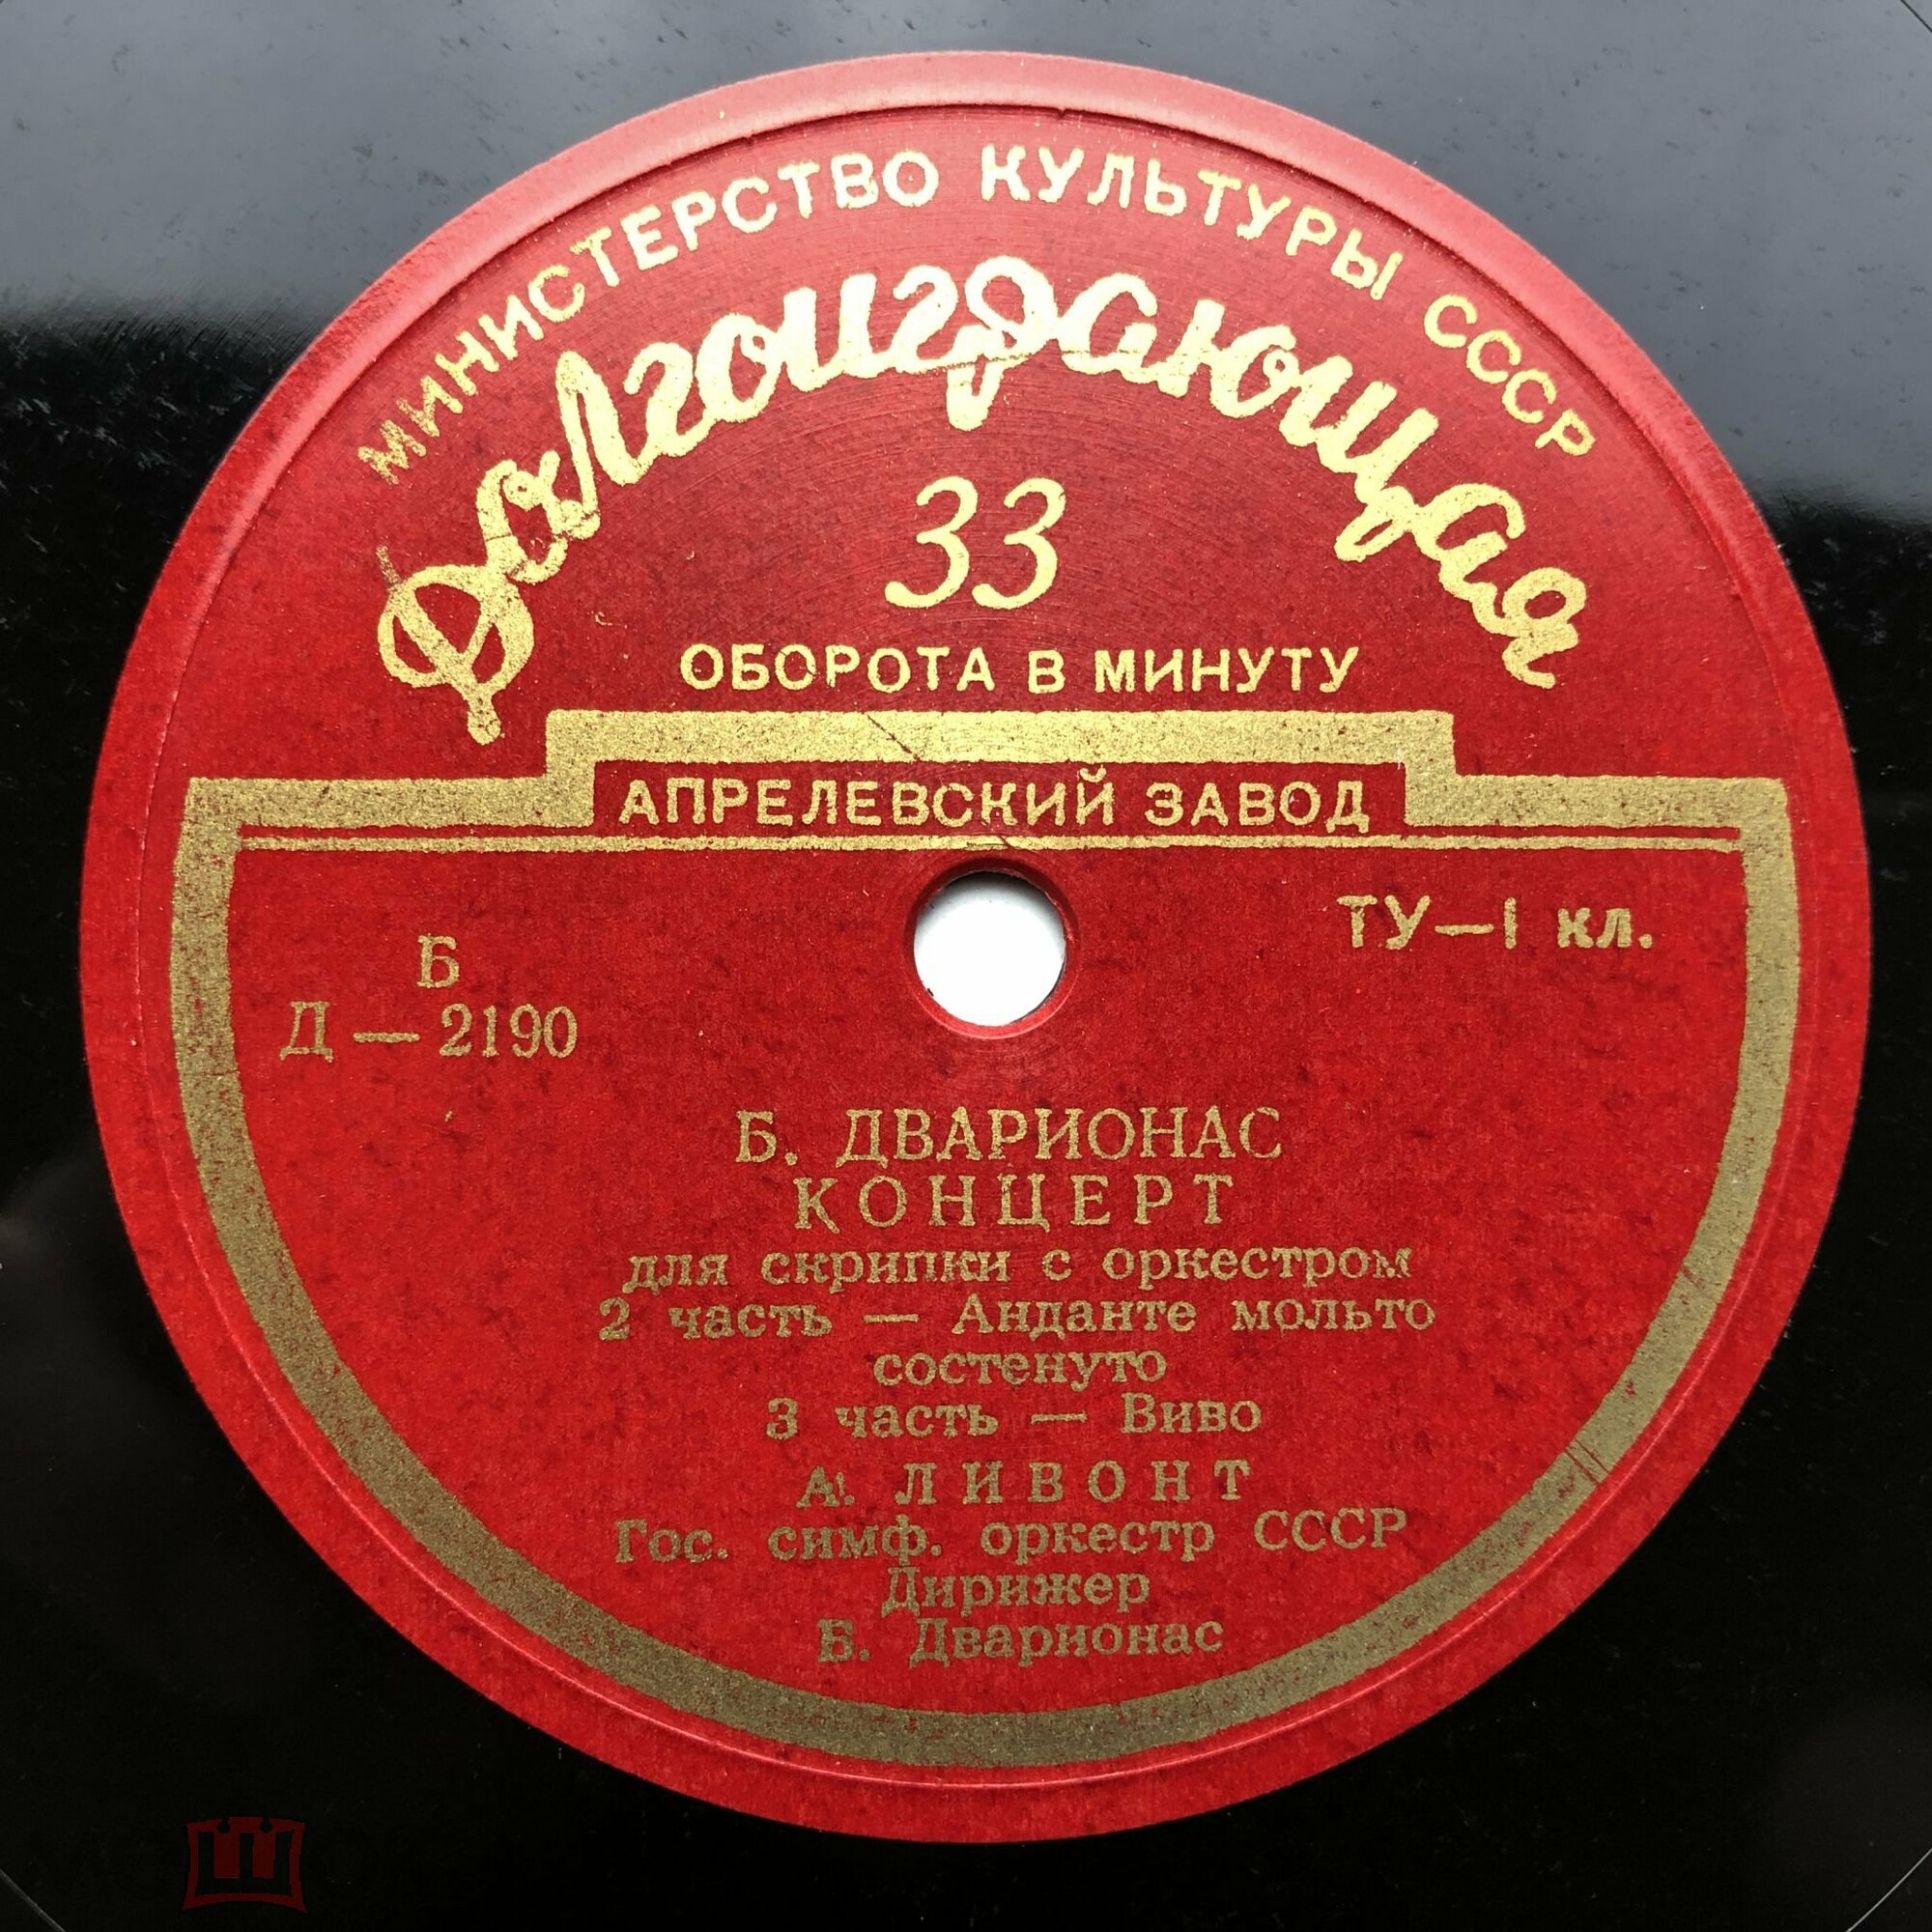 МИНИСТЕРСТВО КУЛЬТУРЫ СССР
Долгоиграющая
33
ОБОРОТА В МИНУТУ
АПРЕЛЕВСКИЙ ЗАВОД
ТУ—1 кл.
Б
Д — 2190
Б. ДВАРИОНАС
КОНЦЕРТ
для скрипки с оркестром
2 часть — Анданте мольто
состенуто
3 часть — Виво
А. ЛИВОНТ
Гос. симф. оркестр СССР
Дирижер
Б. Дварионас